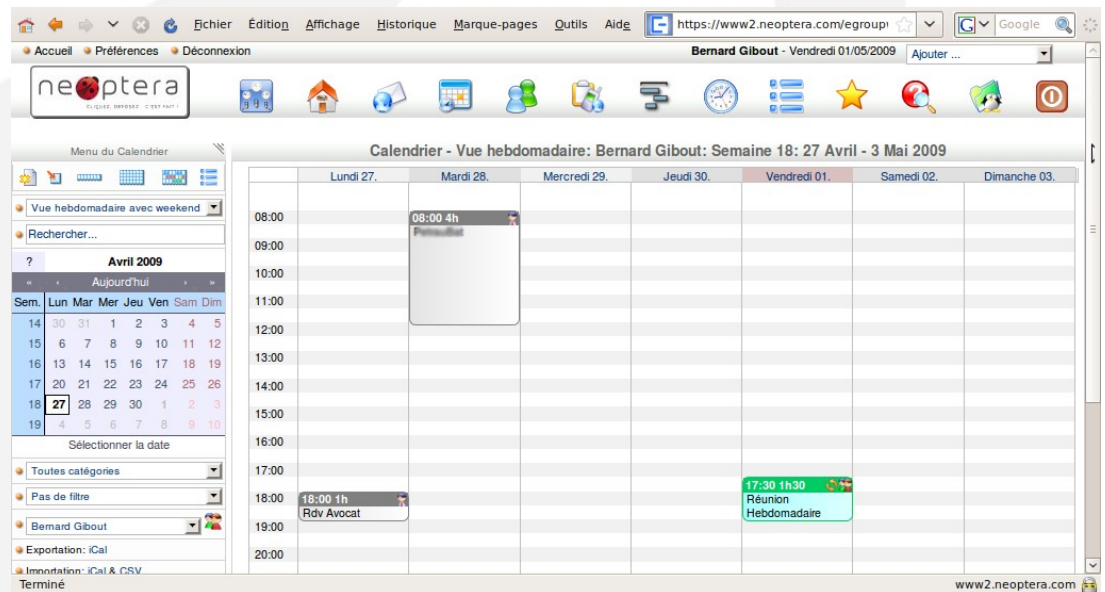 Fichier Édition Affichage Historique Marque-pages Outils Aide https://www2.neoptera.com/egroupw Google
Accueil Préférences Déconnexion Bernard Gibout - Vendredi 01/05/2009 Ajouter ...
neoptera
CLIQUEZ, IMPOSEZ - C'EST FAIT !
Menu du Calendrier
Calendrier - Vue hebdomadaire: Bernard Gibout: Semaine 18: 27 Avril - 3 Mai 2009
Vue hebdomadaire avec weekend
Rechercher...
? Avril 2009
« ‹ Aujourd'hui › »
Sem. Lun Mar Mer Jeu Ven Sam Dim
14 30 31 1 2 3 4 5
15 6 7 8 9 10 11 12
16 13 14 15 16 17 18 19
17 20 21 22 23 24 25 26
18 27 28 29 30 1 2 3
19 4 5 6 7 8 9 10
Sélectionner la date
Toutes catégories
Pas de filtre
Bernard Gibout
Exportation: iCal
Importation: iCal & CSV
Lundi 27. Mardi 28. Mercredi 29. Jeudi 30. Vendredi 01. Samedi 02. Dimanche 03.
08:00
09:00
10:00
11:00
12:00
13:00
14:00
15:00
16:00
17:00
18:00
19:00
20:00
08:00 4h
18:00 1h
Rdv Avocat
17:30 1h30
Réunion
Hebdomadaire
Terminé www2.neoptera.com